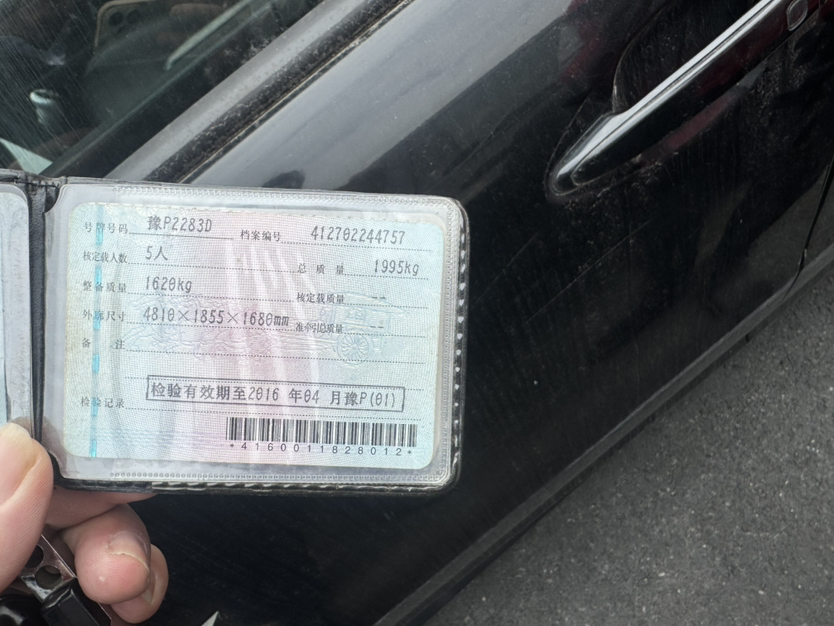 号牌号码 豫P2283D 档案编号 412702244757
核定载人数 5人 总质量 1995kg
整备质量 1620kg 核定载质量 --
外廓尺寸 4810×1855×1680mm 准牵引总质量 --
备注
检验记录 检验有效期至2016 年04 月豫P(01)
*4160011828012*